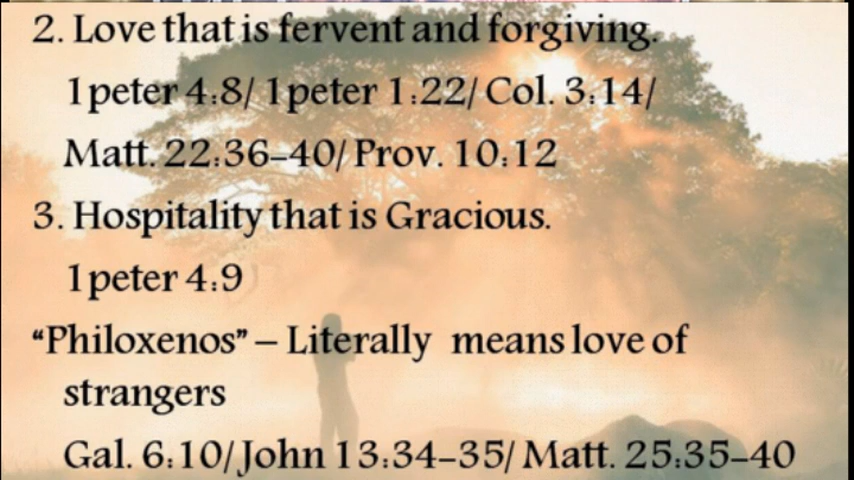 2. Love that is fervent and forgiving.
1peter 4:8/ 1peter 1:22/ Col. 3:14/
Matt. 22:36-40/ Prov. 10:12
3. Hospitality that is Gracious.
1peter 4:9
“Philoxenos” – Literally means love of
strangers
Gal. 6:10/ John 13:34-35/ Matt. 25:35-40